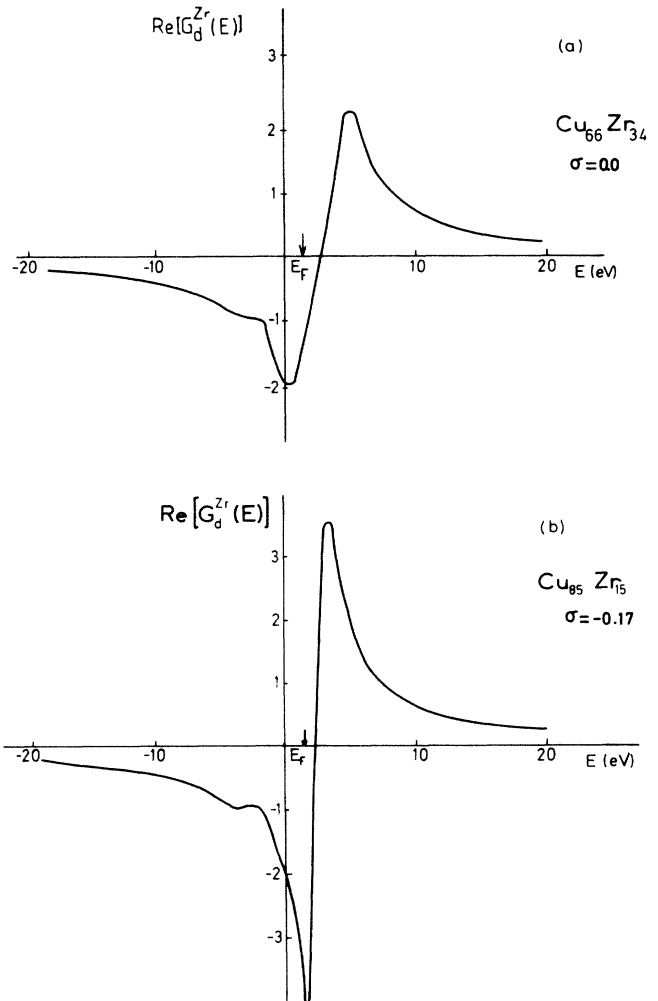 Re[G_d^Zr(E)]
(a)
3
Cu66 Zr34
σ=0.0
2
1
-20
-10
E_F
10
20
E (eV)
-1
-2
Re[G_d^Zr(E)]
(b)
3
Cu85 Zr15
σ=-0.17
2
1
-20
-10
E_F
10
20
E (eV)
-1
-2
-3